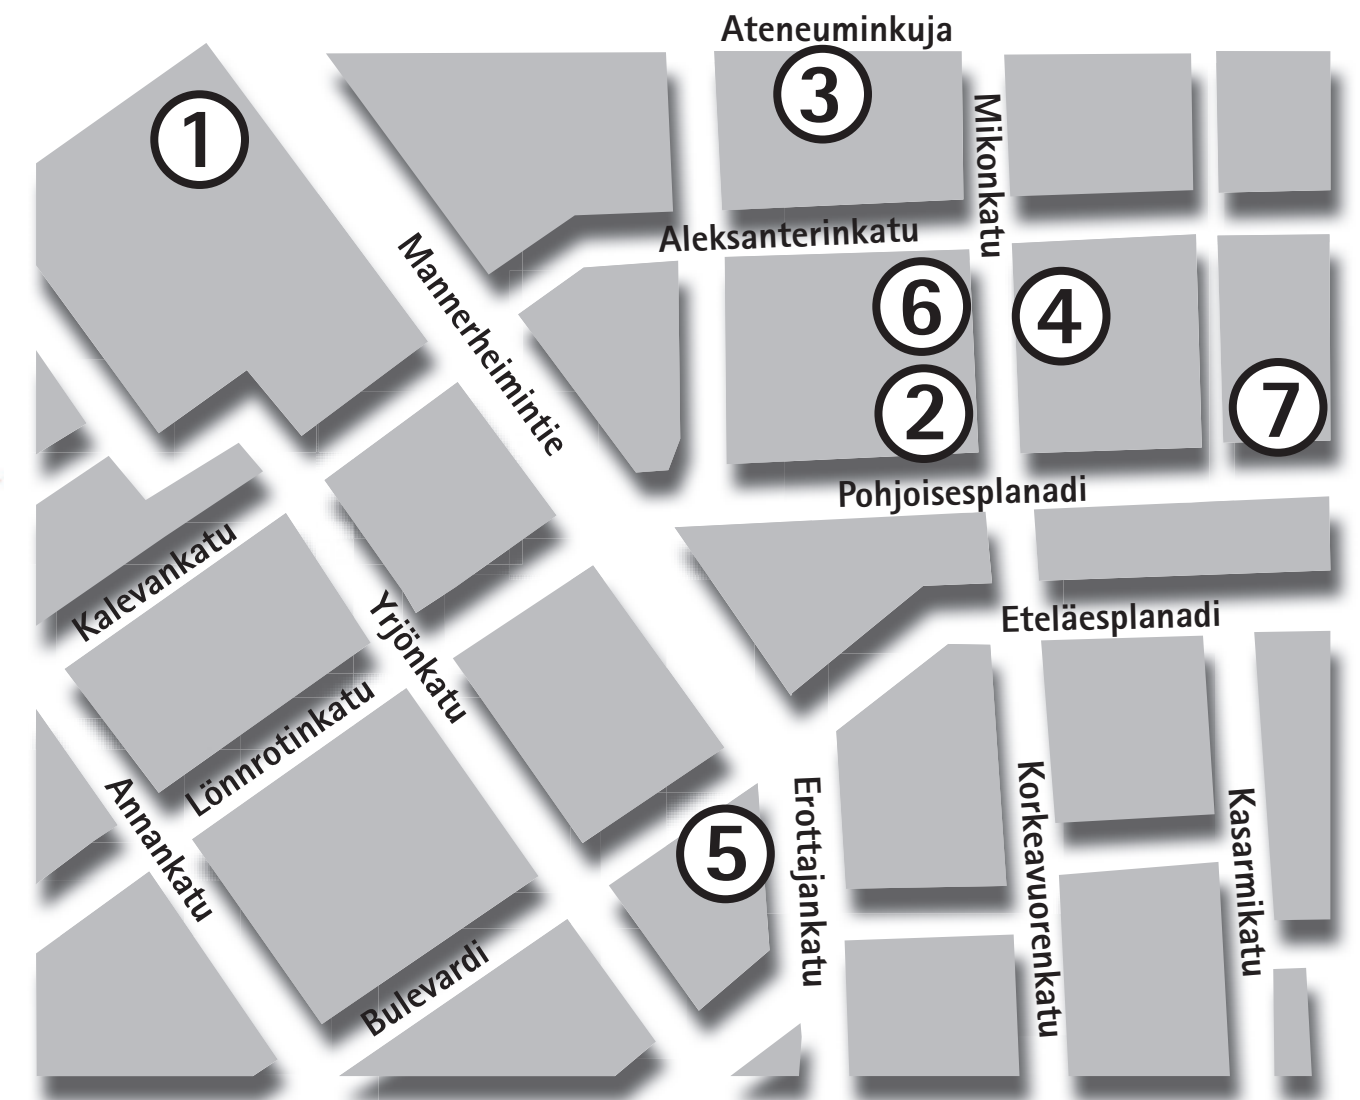 Ateneuminkuja
3
1
Mikonkatu
Aleksanterinkatu
Mannerheimintie
6
4
2
7
Pohjoisesplanadi
Kalevankatu
Yrjönkatu
Eteläesplanadi
Lönnrotinkatu
Annankatu
5
Erottajankatu
Korkeavuorenkatu
Kasarmikatu
Bulevardi